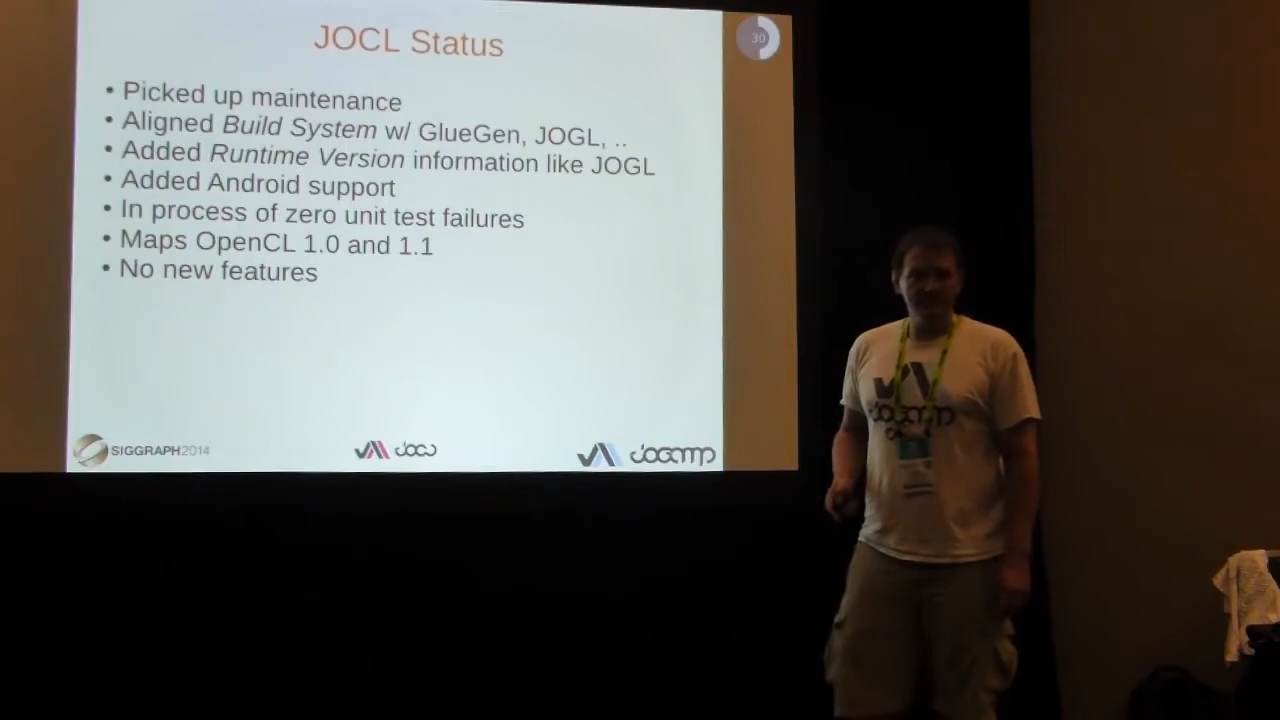 JOCL Status
30
• Picked up maintenance
• Aligned Build System w/ GlueGen, JOGL, ..
• Added Runtime Version information like JOGL
• Added Android support
• In process of zero unit test failures
• Maps OpenCL 1.0 and 1.1
• No new features
SIGGRAPH2014
JOCL
JOGAMP
JOGAMP